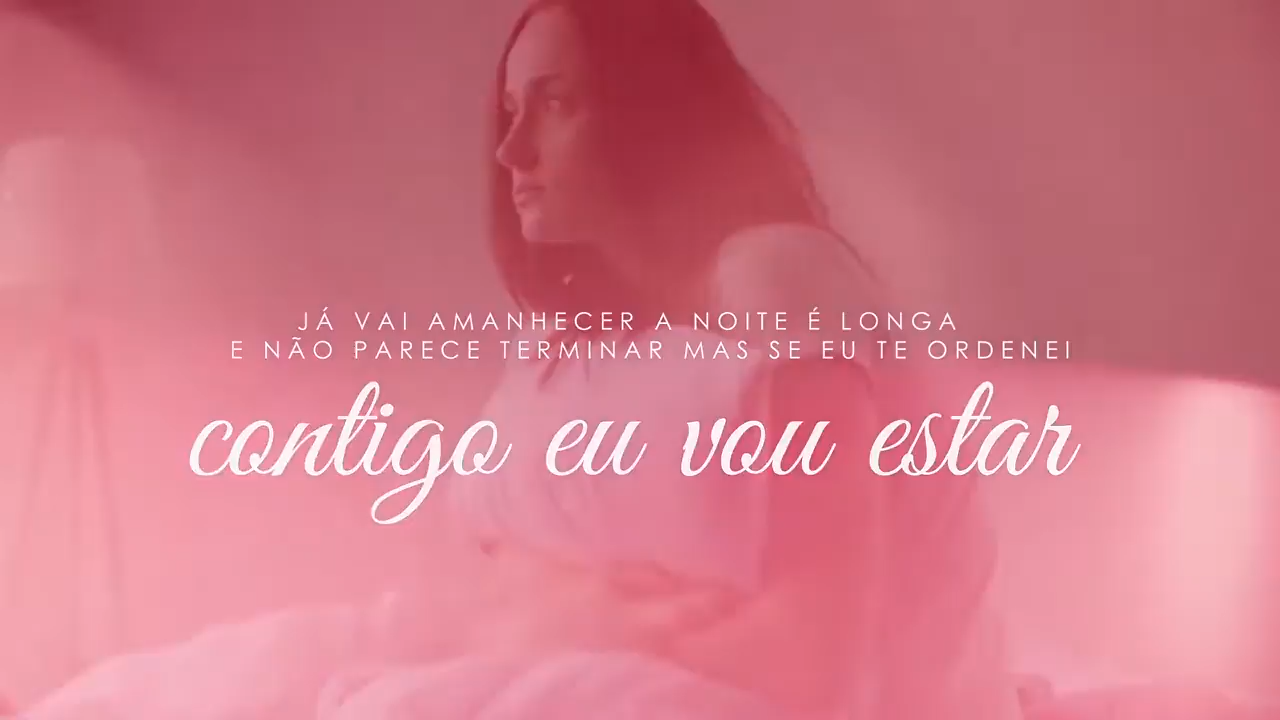 JÁ VAI AMANHECER A NOITE É LONGA
E NÃO PARECE TERMINAR MAS SE EU TE ORDENEI
contigo eu vou estar